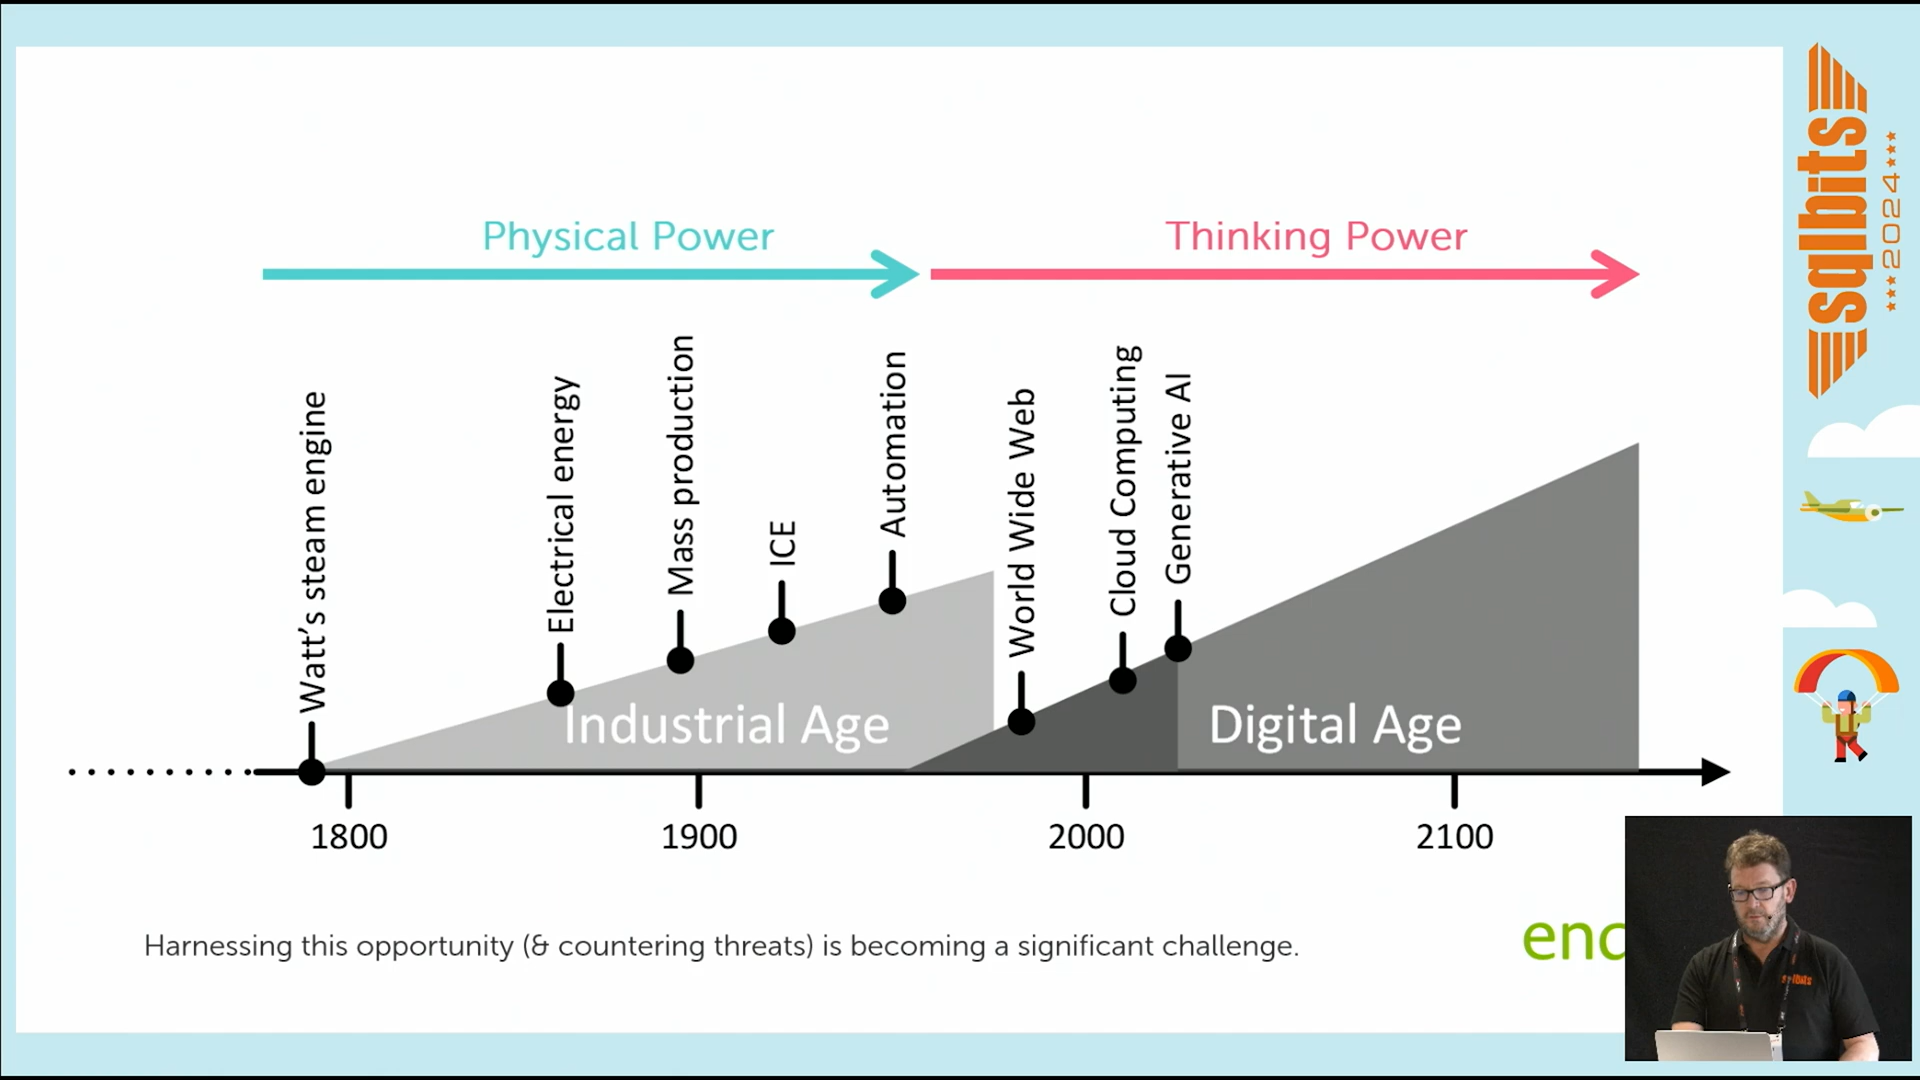 Physical Power
Thinking Power
Watt's steam engine
Electrical energy
Mass production
ICE
Automation
World Wide Web
Cloud Computing
Generative AI
Industrial Age
Digital Age
1800
1900
2000
2100
Harnessing this opportunity (& countering threats) is becoming a significant challenge.
sqlbits
2024